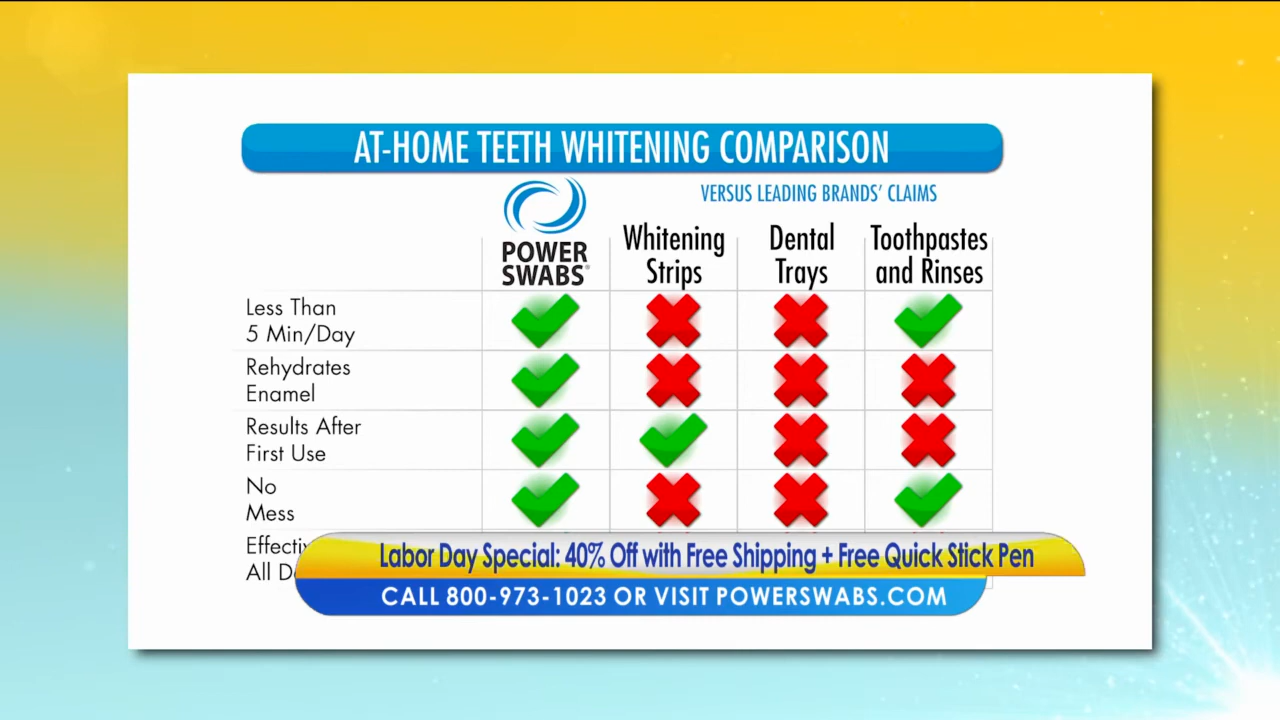 AT-HOME TEETH WHITENING COMPARISON
VERSUS LEADING BRANDS' CLAIMS
POWER
SWABS®
Whitening
Strips
Dental
Trays
Toothpastes
and Rinses
Less Than
5 Min/Day
Rehydrates
Enamel
Results After
First Use
No
Mess
All
Labor Day Special: 40% Off with Free Shipping + Free Quick Stick Pen
CALL 800-973-1023 OR VISIT POWERSWABS.COM